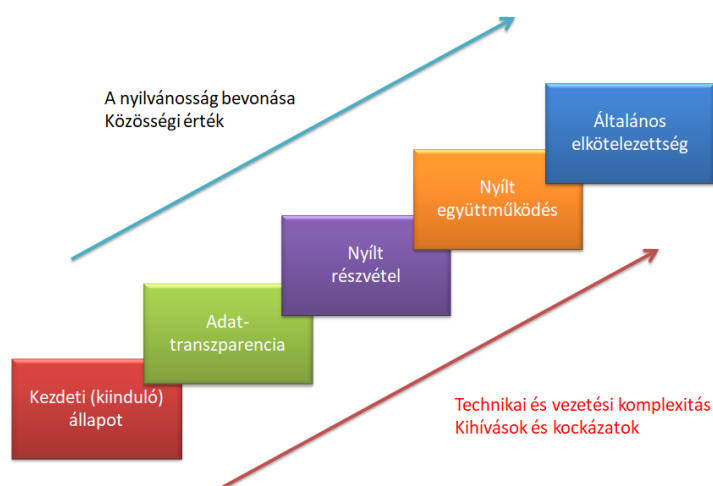 A nyilvánosság bevonása
Közösségi érték
Általános
elkötelezettség
Nyílt
együttműködés
Nyílt
részvétel
Adat-
transzparencia
Kezdeti (kiinduló)
állapot
Technikai és vezetési komplexitás
Kihívások és kockázatok